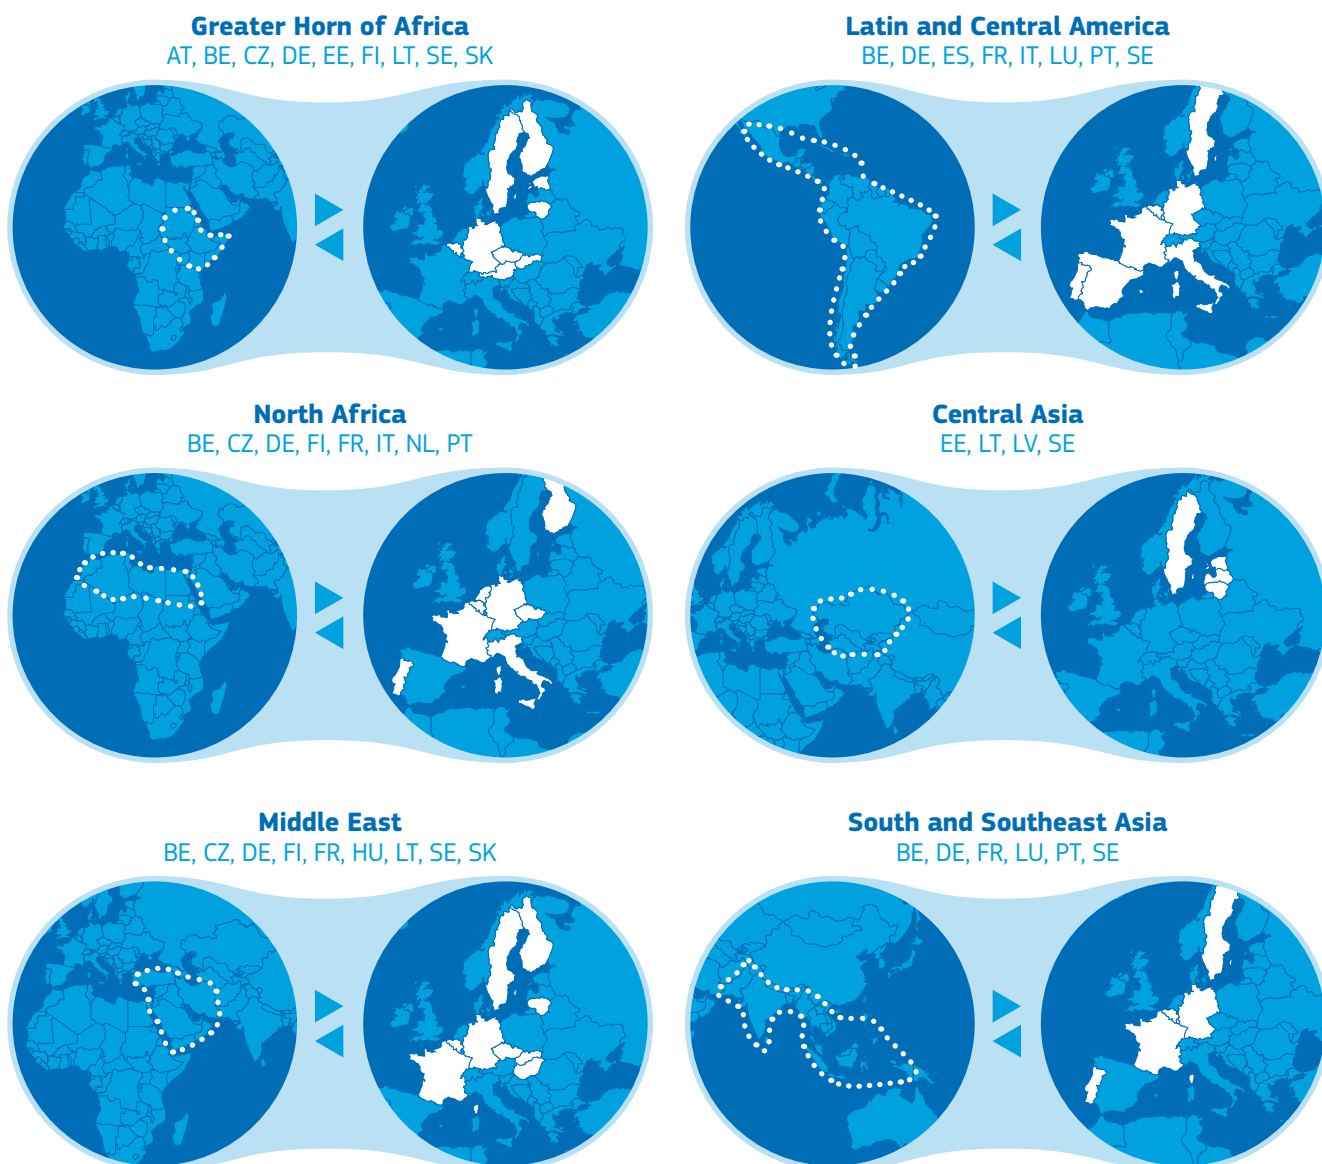 Greater Horn of Africa
AT, BE, CZ, DE, EE, FI, LT, SE, SK
Latin and Central America
BE, DE, ES, FR, IT, LU, PT, SE
North Africa
BE, CZ, DE, FI, FR, IT, NL, PT
Central Asia
EE, LT, LV, SE
Middle East
BE, CZ, DE, FI, FR, HU, LT, SE, SK
South and Southeast Asia
BE, DE, FR, LU, PT, SE